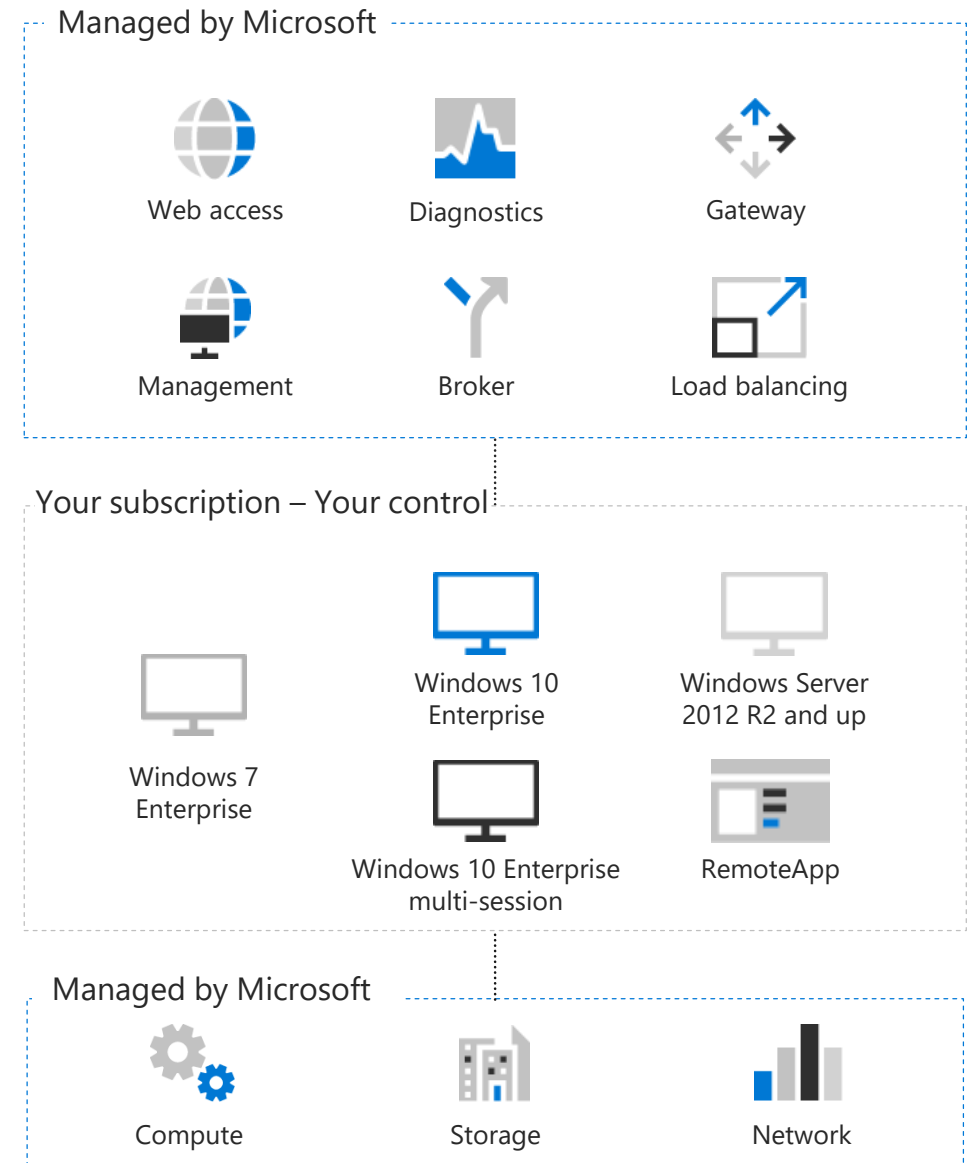 Managed by Microsoft
Web access
Diagnostics
Gateway
Management
Broker
Load balancing
Your subscription – Your control
Windows 7
Enterprise
Windows 10
Enterprise
Windows Server
2012 R2 and up
Windows 10 Enterprise
multi-session
RemoteApp
Managed by Microsoft
Compute
Storage
Network